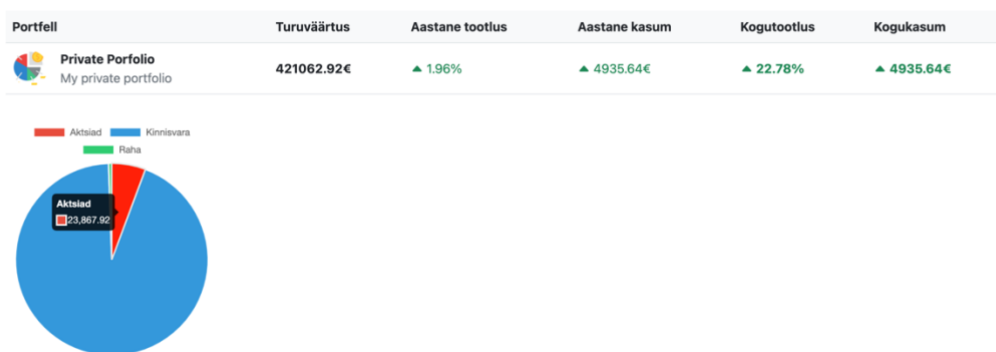 Portfell Turuväärtus Aastane tootlus Aastane kasum Kogutootlus Kogukasum
Private Porfolio
My private portfolio
421062.92€ ▲ 1.96% ▲ 4935.64€ ▲ 22.78% ▲ 4935.64€
Aktsiad Kinnisvara
Raha
Aktsiad
23,867.92